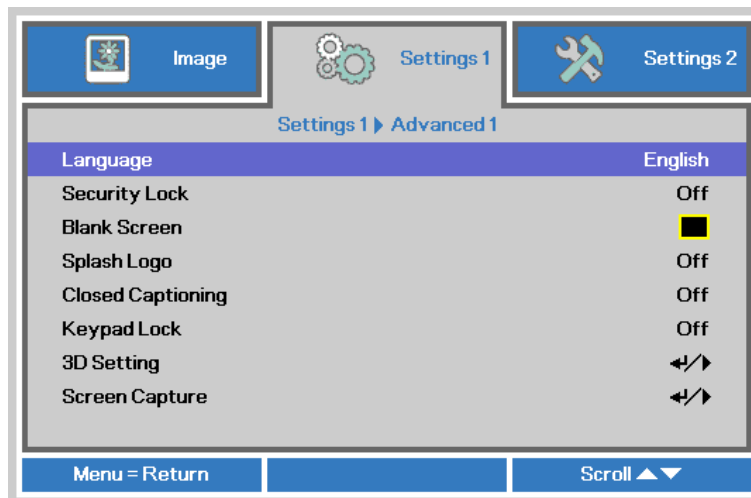 Image Settings 1 Settings 2
Settings 1 Advanced 1
Language English
Security Lock Off
Blank Screen
Splash Logo Off
Closed Captioning Off
Keypad Lock Off
3D Setting
Screen Capture
Menu = Return Scroll